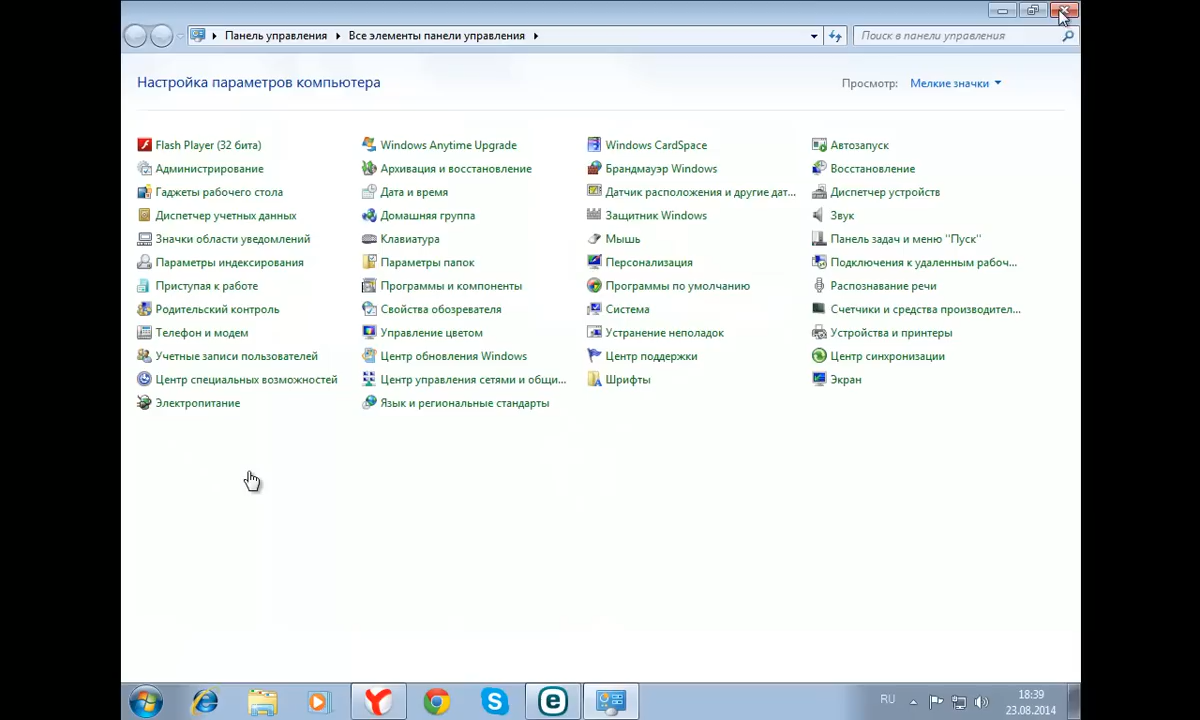 Панель управления Все элементы панели управления Поиск в панели управления
Настройка параметров компьютера Просмотр: Мелкие значки
Flash Player (32 бита) Windows Anytime Upgrade Windows CardSpace Автозапуск
Администрирование Архивация и восстановление Брандмауэр Windows Восстановление
Гаджеты рабочего стола Дата и время Датчик расположения и другие дат... Диспетчер устройств
Диспетчер учетных данных Домашняя группа Защитник Windows Звук
Значки области уведомлений Клавиатура Мышь Панель задач и меню ''Пуск''
Параметры индексирования Параметры папок Персонализация Подключения к удаленным рабоч...
Приступая к работе Программы и компоненты Программы по умолчанию Распознавание речи
Родительский контроль Свойства обозревателя Система Счетчики и средства производител...
Телефон и модем Управление цветом Устранение неполадок Устройства и принтеры
Учетные записи пользователей Центр обновления Windows Центр поддержки Центр синхронизации
Центр специальных возможностей Центр управления сетями и общи... Шрифты Экран
Электропитание Язык и региональные стандарты
RU 18:39
23.08.2014